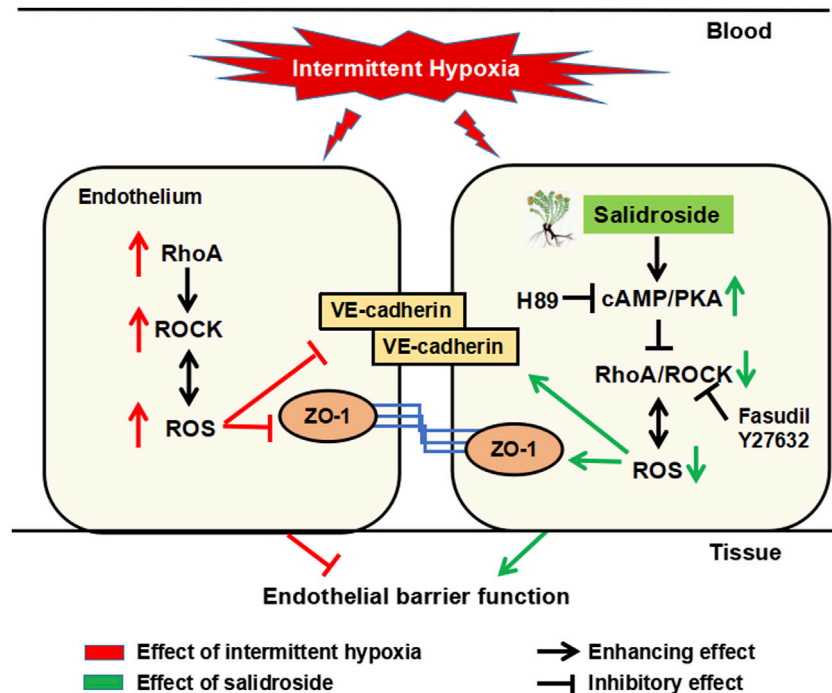 Blood
Intermittent Hypoxia
Endothelium
RhoA
ROCK
ROS
VE-cadherin
VE-cadherin
ZO-1
ZO-1
Salidroside
H89
cAMP/PKA
RhoA/ROCK
Fasudil
Y27632
ROS
Tissue
Endothelial barrier function
Effect of intermittent hypoxia
Enhancing effect
Effect of salidroside
Inhibitory effect